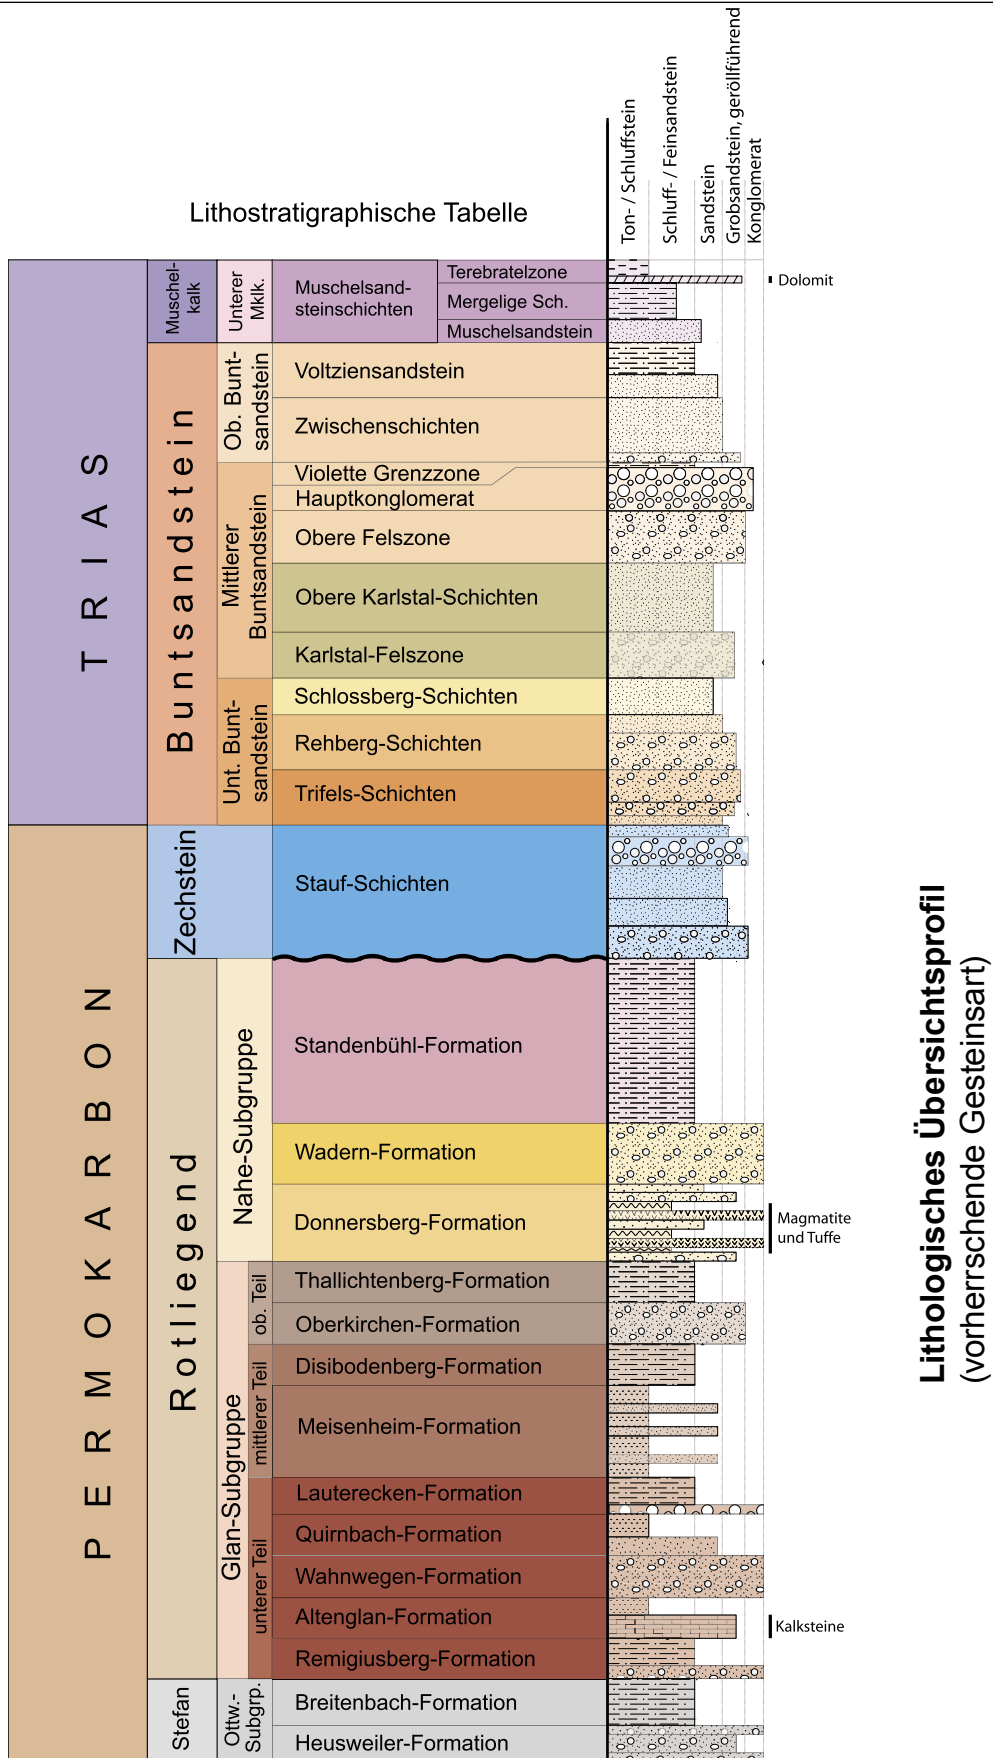 Lithostratigraphische Tabelle
Ton- / Schluffstein
Schluff- / Feinsandstein
Sandstein
Grobsandstein, geröllführend
Konglomerat
TRIAS
Muschel-
kalk
Unterer
Mklk.
Muschelsand-
steinschichten
Terebratelzone
Mergelige Sch.
Muschelsandstein
Dolomit
Buntsandstein
Ob. Bunt-
sandstein
Voltziensandstein
Zwischenschichten
Mittlerer
Buntsandstein
Violette Grenzzone
Hauptkonglomerat
Obere Felszone
Obere Karlstal-Schichten
Karlstal-Felszone
Unt. Bunt-
sandstein
Schlossberg-Schichten
Rehberg-Schichten
Trifels-Schichten
PERMOKARBON
Zechstein
Stauf-Schichten
Rotliegend
Nahe-Subgruppe
Standenbühl-Formation
Wadern-Formation
Donnersberg-Formation
Magmatite
und Tuffe
Glan-Subgruppe
ob. Teil
Thallichtenberg-Formation
Oberkirchen-Formation
mittlerer Teil
Disibodenberg-Formation
Meisenheim-Formation
unterer Teil
Lauterecken-Formation
Quirnbach-Formation
Wahnwegen-Formation
Altenglan-Formation
Kalksteine
Remigiusberg-Formation
Stefan
Ottw.-
Subgrp.
Breitenbach-Formation
Heusweiler-Formation
Lithologisches Übersichtsprofil
(vorherrschende Gesteinsart)